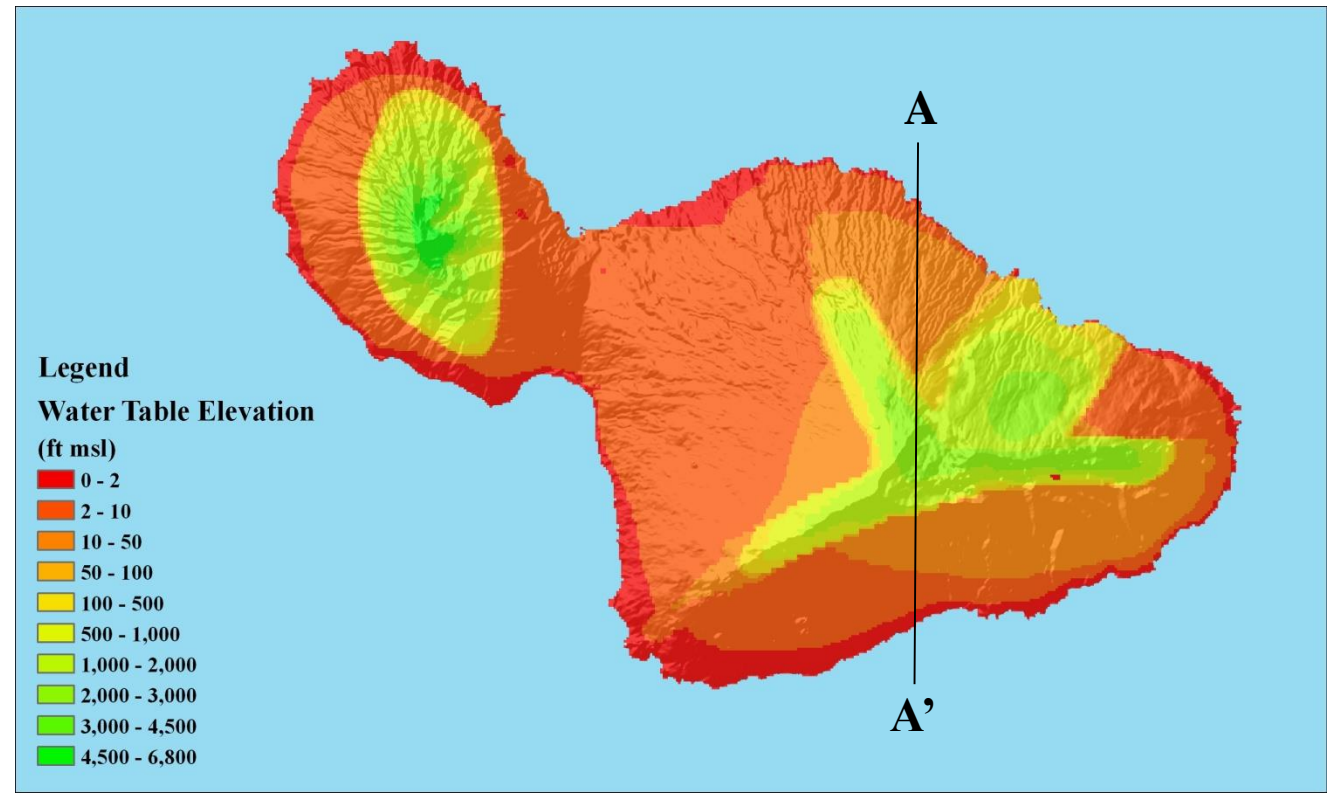 A
Legend
Water Table Elevation
(ft msl)
0 - 2
2 - 10
10 - 50
50 - 100
100 - 500
500 - 1,000
1,000 - 2,000
2,000 - 3,000
3,000 - 4,500
4,500 - 6,800
A’